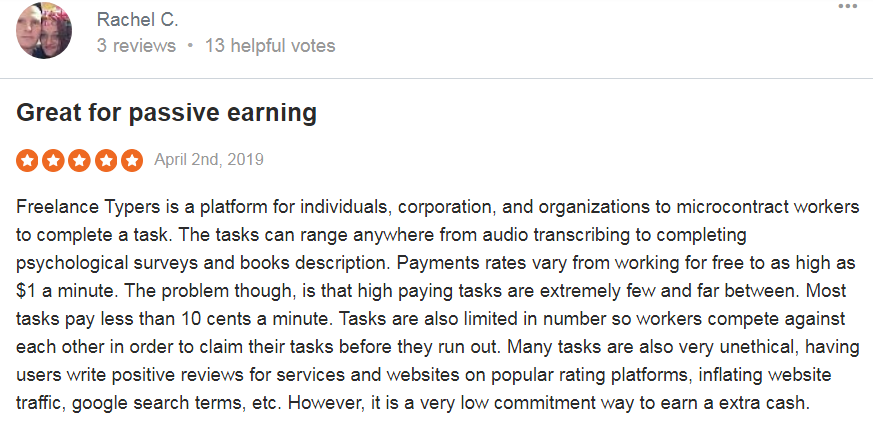 Rachel C.
3 reviews • 13 helpful votes
Great for passive earning
April 2nd, 2019
Freelance Typers is a platform for individuals, corporation, and organizations to microcontract workers
to complete a task. The tasks can range anywhere from audio transcribing to completing
psychological surveys and books description. Payments rates vary from working for free to as high as
$1 a minute. The problem though, is that high paying tasks are extremely few and far between. Most
tasks pay less than 10 cents a minute. Tasks are also limited in number so workers compete against
each other in order to claim their tasks before they run out. Many tasks are also very unethical, having
users write positive reviews for services and websites on popular rating platforms, inflating website
traffic, google search terms, etc. However, it is a very low commitment way to earn a extra cash.